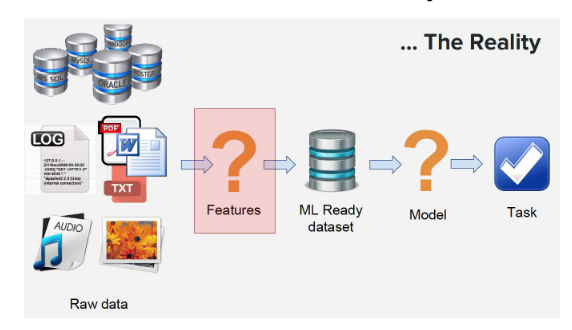 ... The Reality
HADOOP
MySQL
MS SQL
POSTGRE
ORACLE
LOG
PDF
W
TXT
?
?
Features
ML Ready
dataset
Model
Task
AUDIO
Raw data